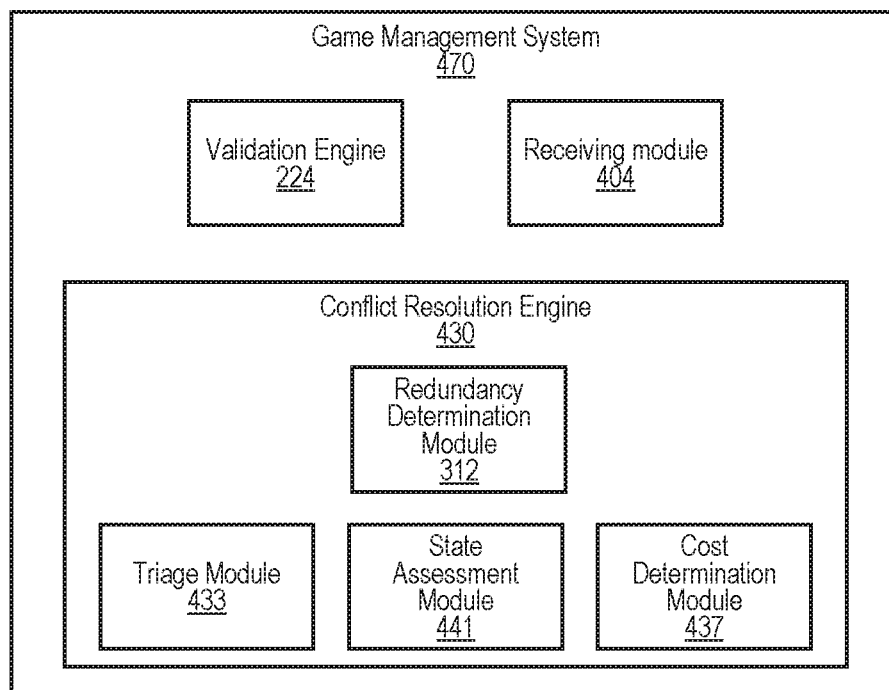 Game Management System
470
Validation Engine
224
Receiving module
404
Conflict Resolution Engine
430
Redundancy
Determination
Module
312
Triage Module
433
State
Assessment
Module
441
Cost
Determination
Module
437